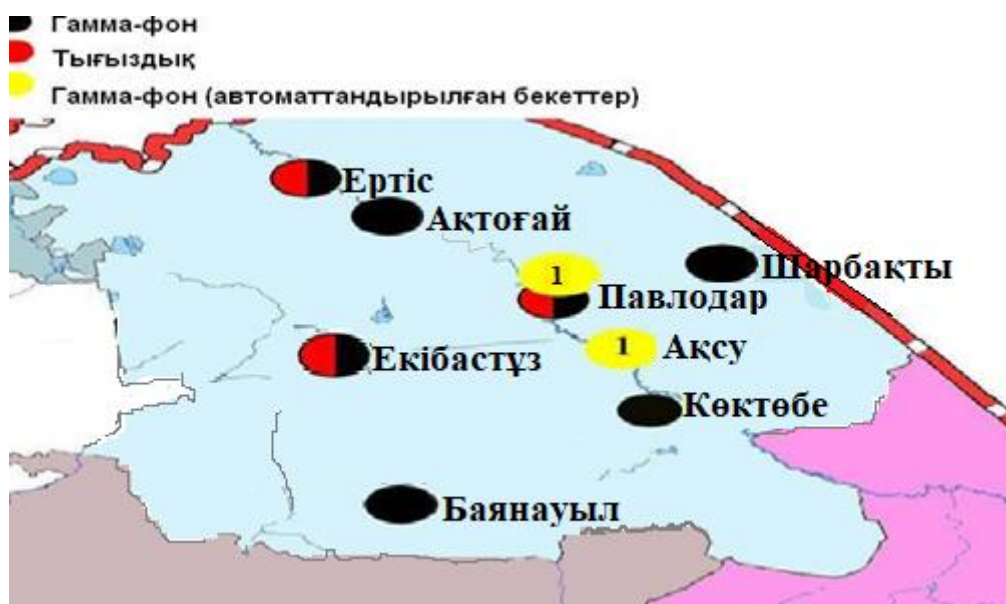 Гамма-фон
Тығыздық
Гамма-фон (автоматтандырылған бекеттер)
Ертіс
Ақтоғай
Шарбақты
1
Павлодар
1
Ақсу
Екібастұз
Көктөбе
Баянауыл